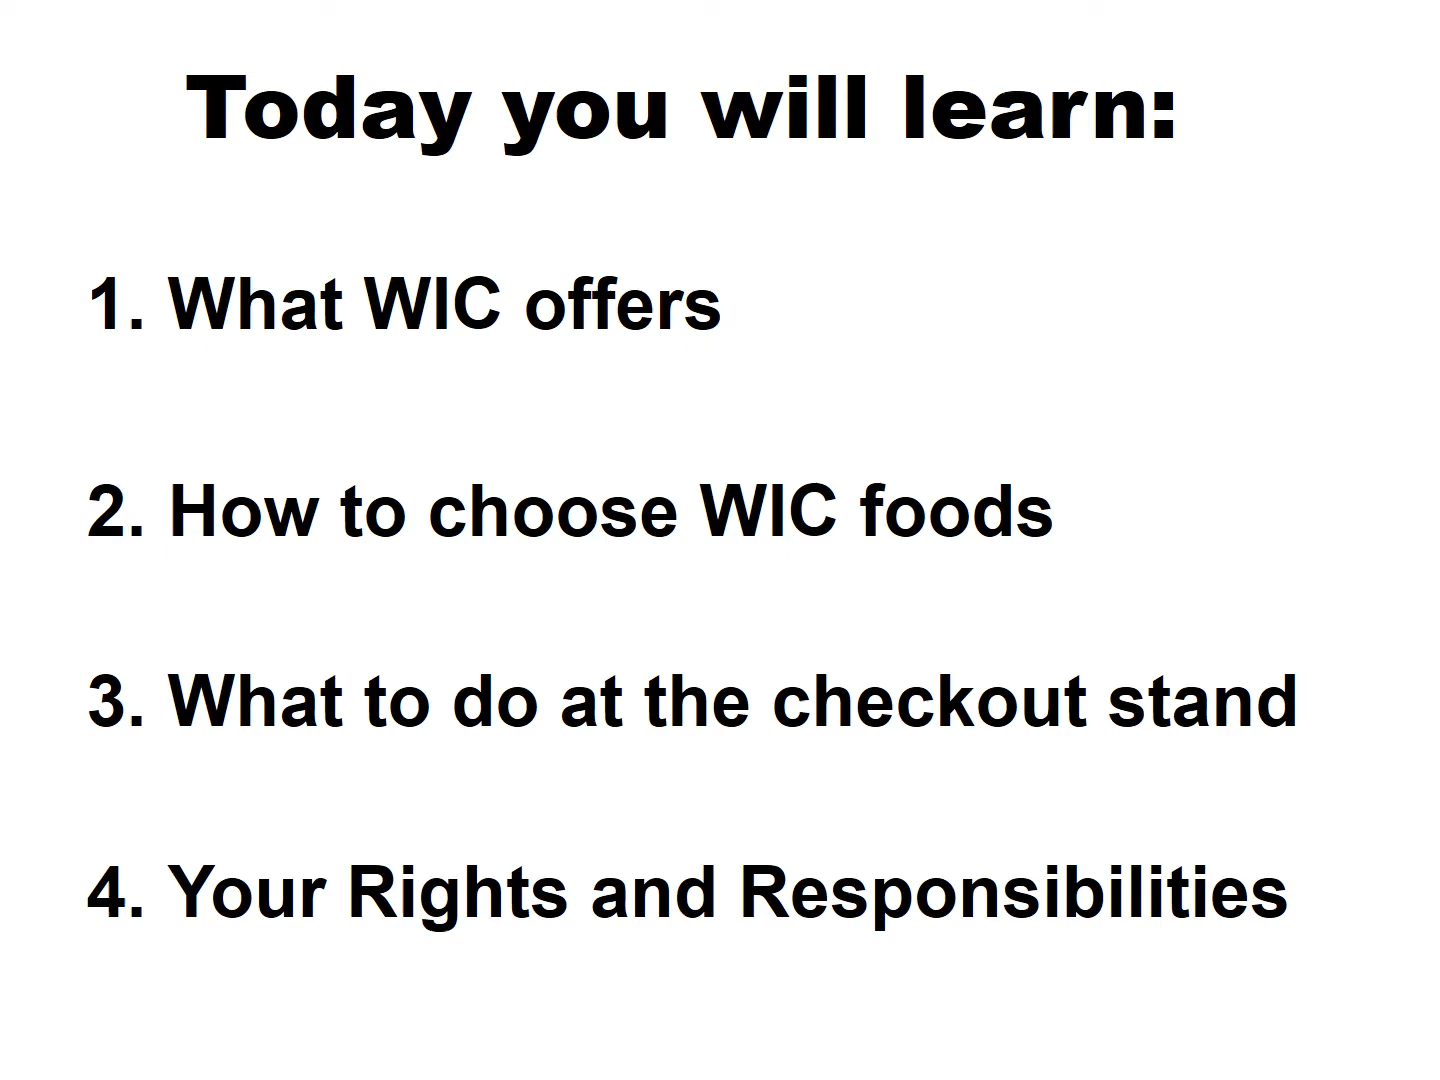 Today you will learn:
1. What WIC offers
2. How to choose WIC foods
3. What to do at the checkout stand
4. Your Rights and Responsibilities